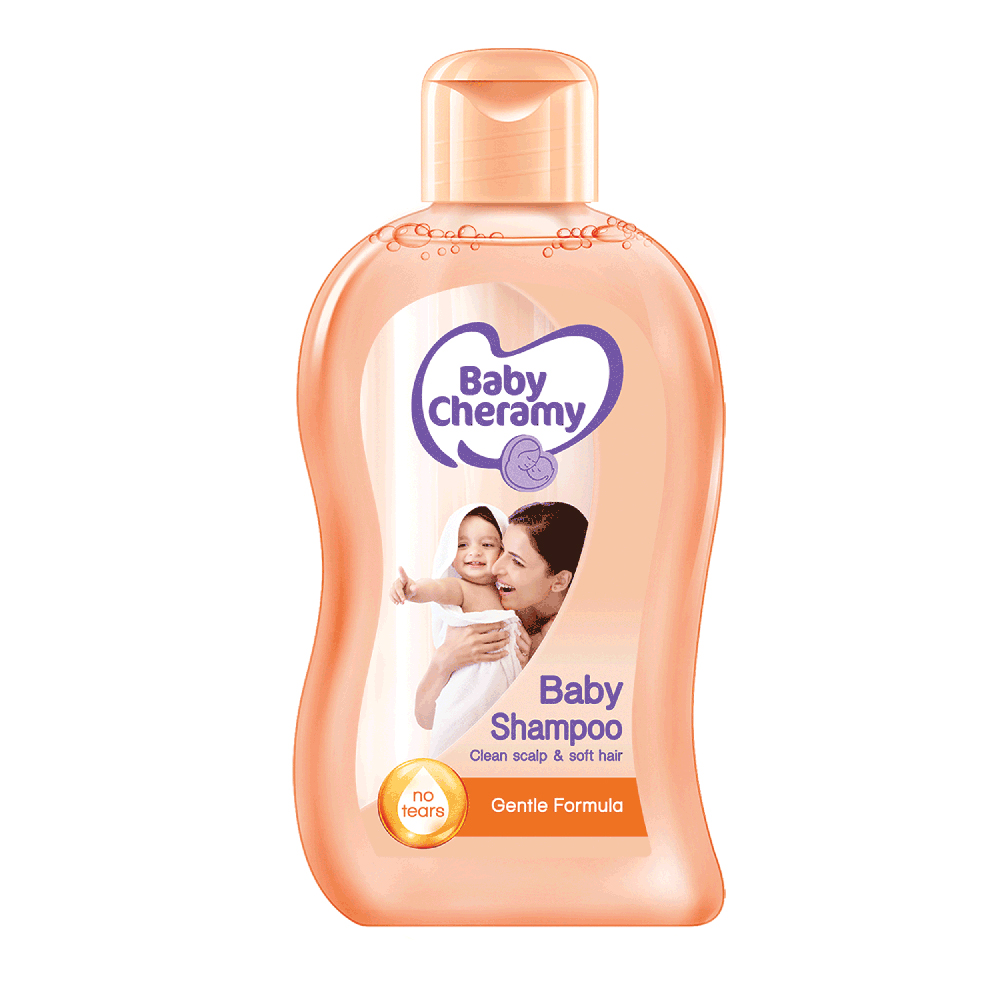 Baby
Cheramy
Baby
Shampoo
Clean scalp & soft hair
no
tears
Gentle Formula